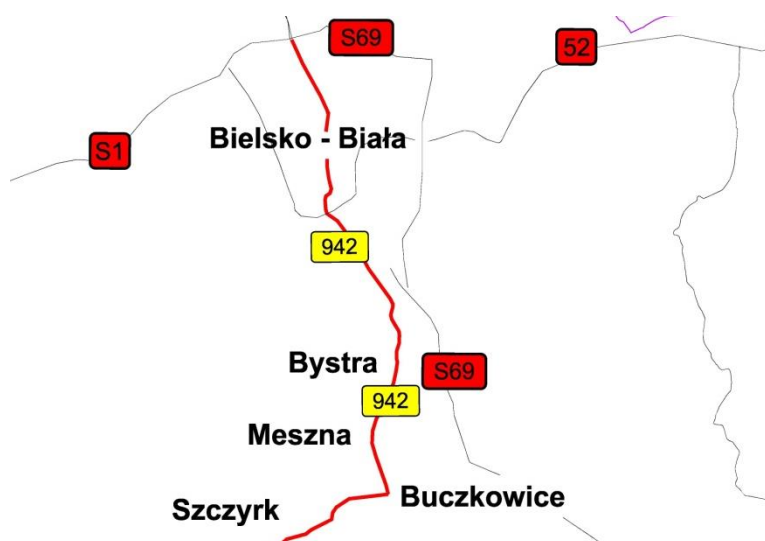 S69
52
Bielsko - Biała
S1
942
Bystra
S69
942
Meszna
Buczkowice
Szczyrk